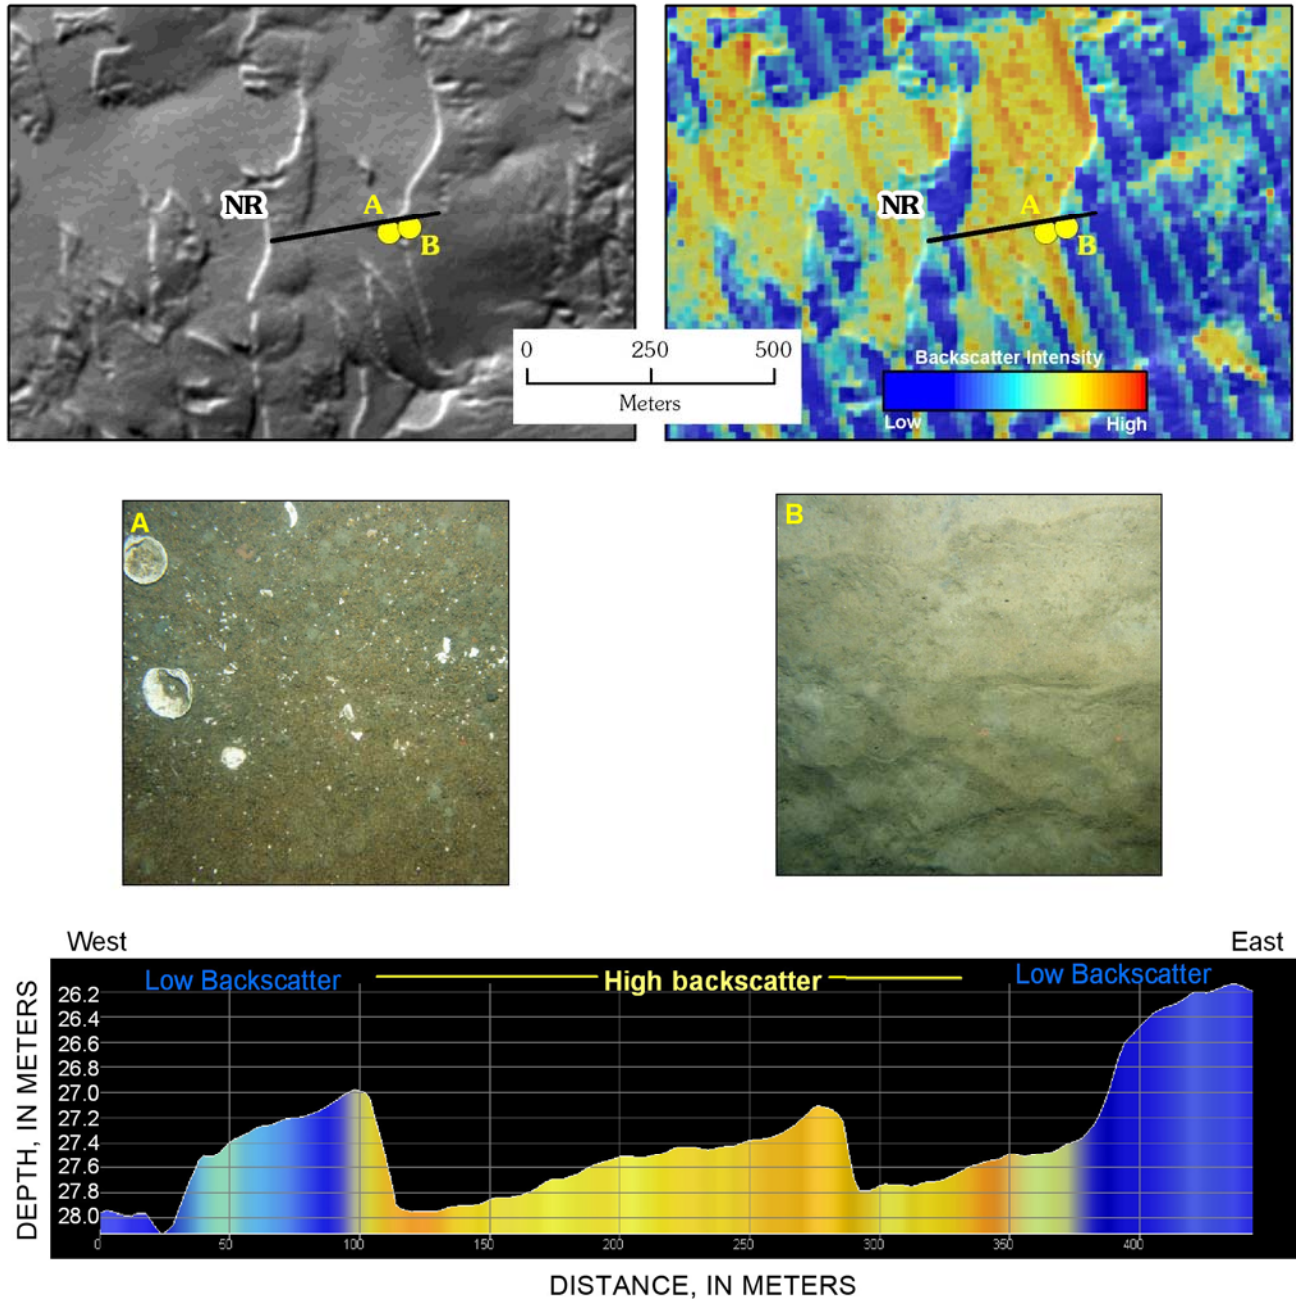 NR
A
B
NR
A
B
0 250 500
Meters
Backscatter Intensity
Low High
A
B
West East
Low Backscatter High backscatter Low Backscatter
DEPTH, IN METERS
26.2
26.4
26.6
26.8
27.0
27.2
27.4
27.6
27.8
28.0
0 50 100 150 200 250 300 350 400
DISTANCE, IN METERS